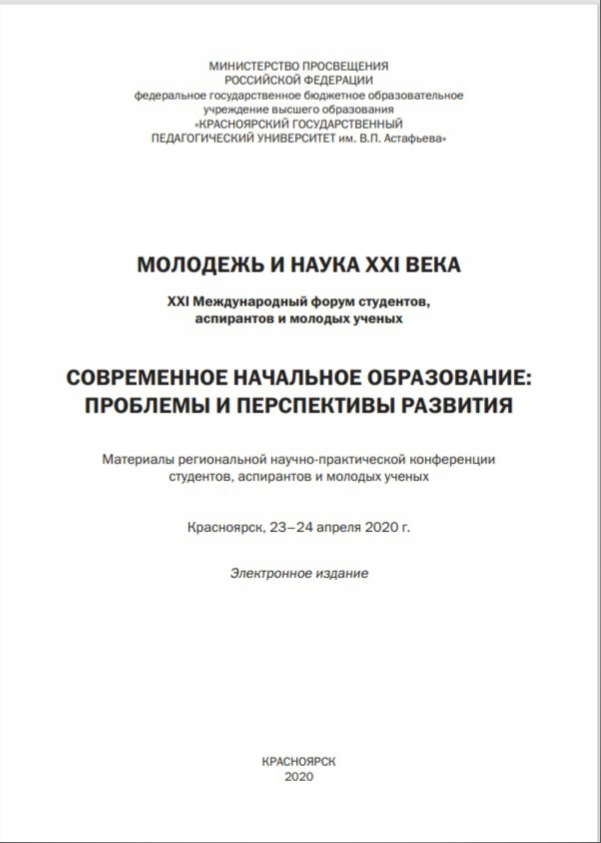 МИНИСТЕРСТВО ПРОСВЕЩЕНИЯ
РОССИЙСКОЙ ФЕДЕРАЦИИ
федеральное государственное бюджетное образовательное
учреждение высшего образования
«КРАСНОЯРСКИЙ ГОСУДАРСТВЕННЫЙ
ПЕДАГОГИЧЕСКИЙ УНИВЕРСИТЕТ им. В.П. Астафьева»
МОЛОДЕЖЬ И НАУКА XXI ВЕКА
XXI Международный форум студентов,
аспирантов и молодых ученых
СОВРЕМЕННОЕ НАЧАЛЬНОЕ ОБРАЗОВАНИЕ:
ПРОБЛЕМЫ И ПЕРСПЕКТИВЫ РАЗВИТИЯ
Материалы региональной научно-практической конференции
студентов, аспирантов и молодых ученых
Красноярск, 23–24 апреля 2020 г.
Электронное издание
КРАСНОЯРСК
2020